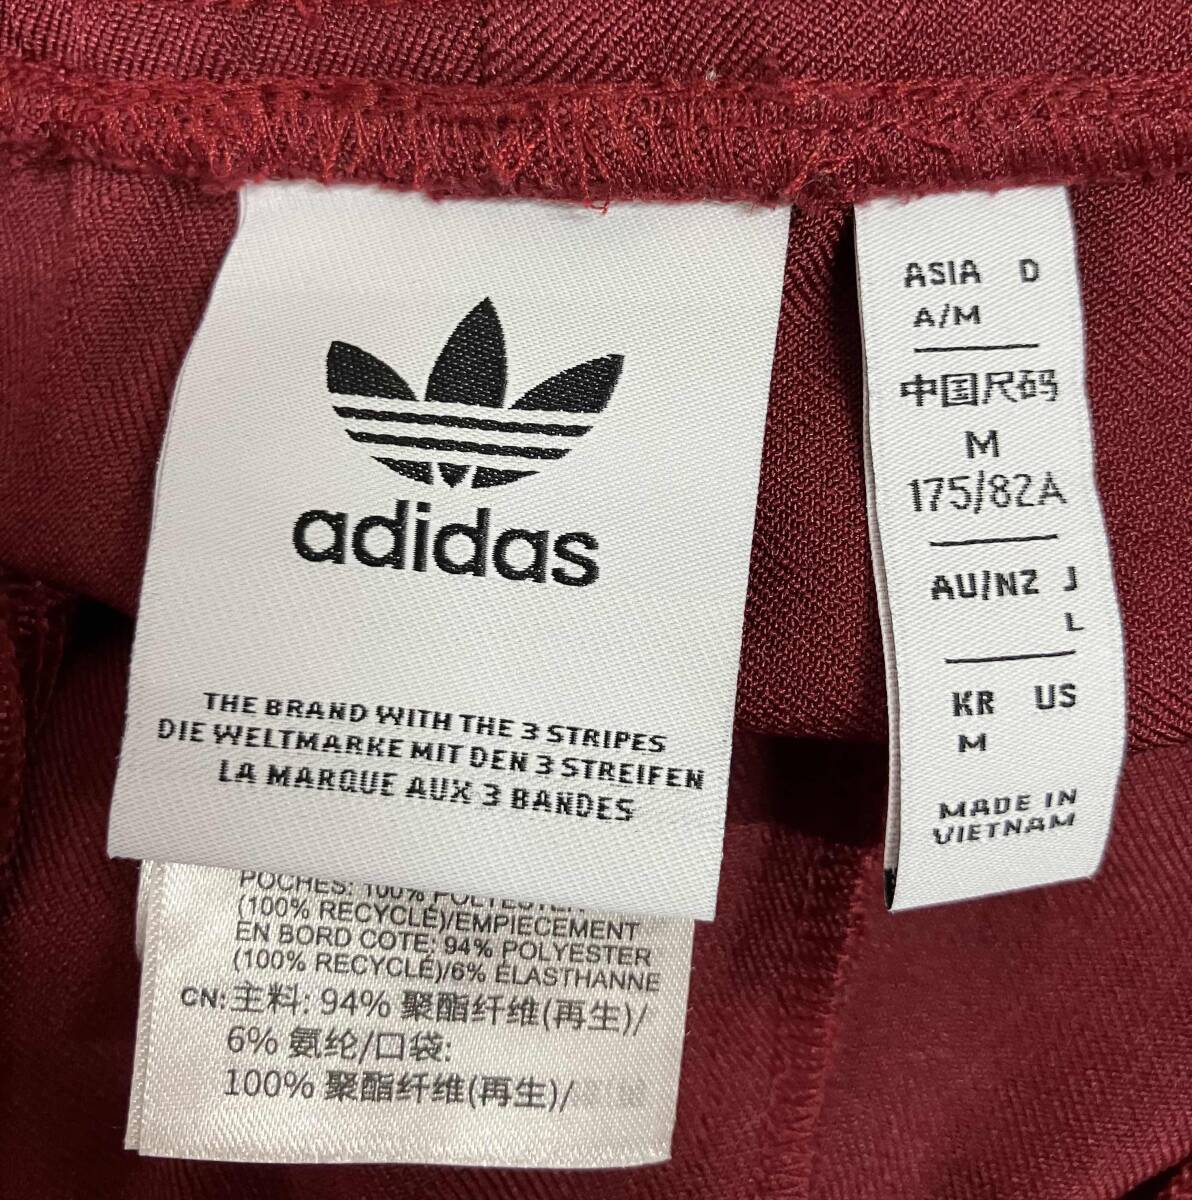 adidas
THE BRAND WITH THE 3 STRIPES
DIE WELTMARKE MIT DEN 3 STREIFEN
LA MARQUE AUX 3 BANDES
POCHES: 100% POLYESTER
(100% RECYCLÉ)/EMPIECEMENT
EN BORD COTE: 94% POLYESTER
(100% RECYCLÉ)/6% ÉLASTHANNE
CN: 主料: 94% 聚酯纤维(再生)/
6% 氨纶/口袋:
100% 聚酯纤维(再生)/
ASIA D
A/M
中国尺码
M
175/82A
AU/NZ J
L
KR US
M
MADE IN
VIETNAM